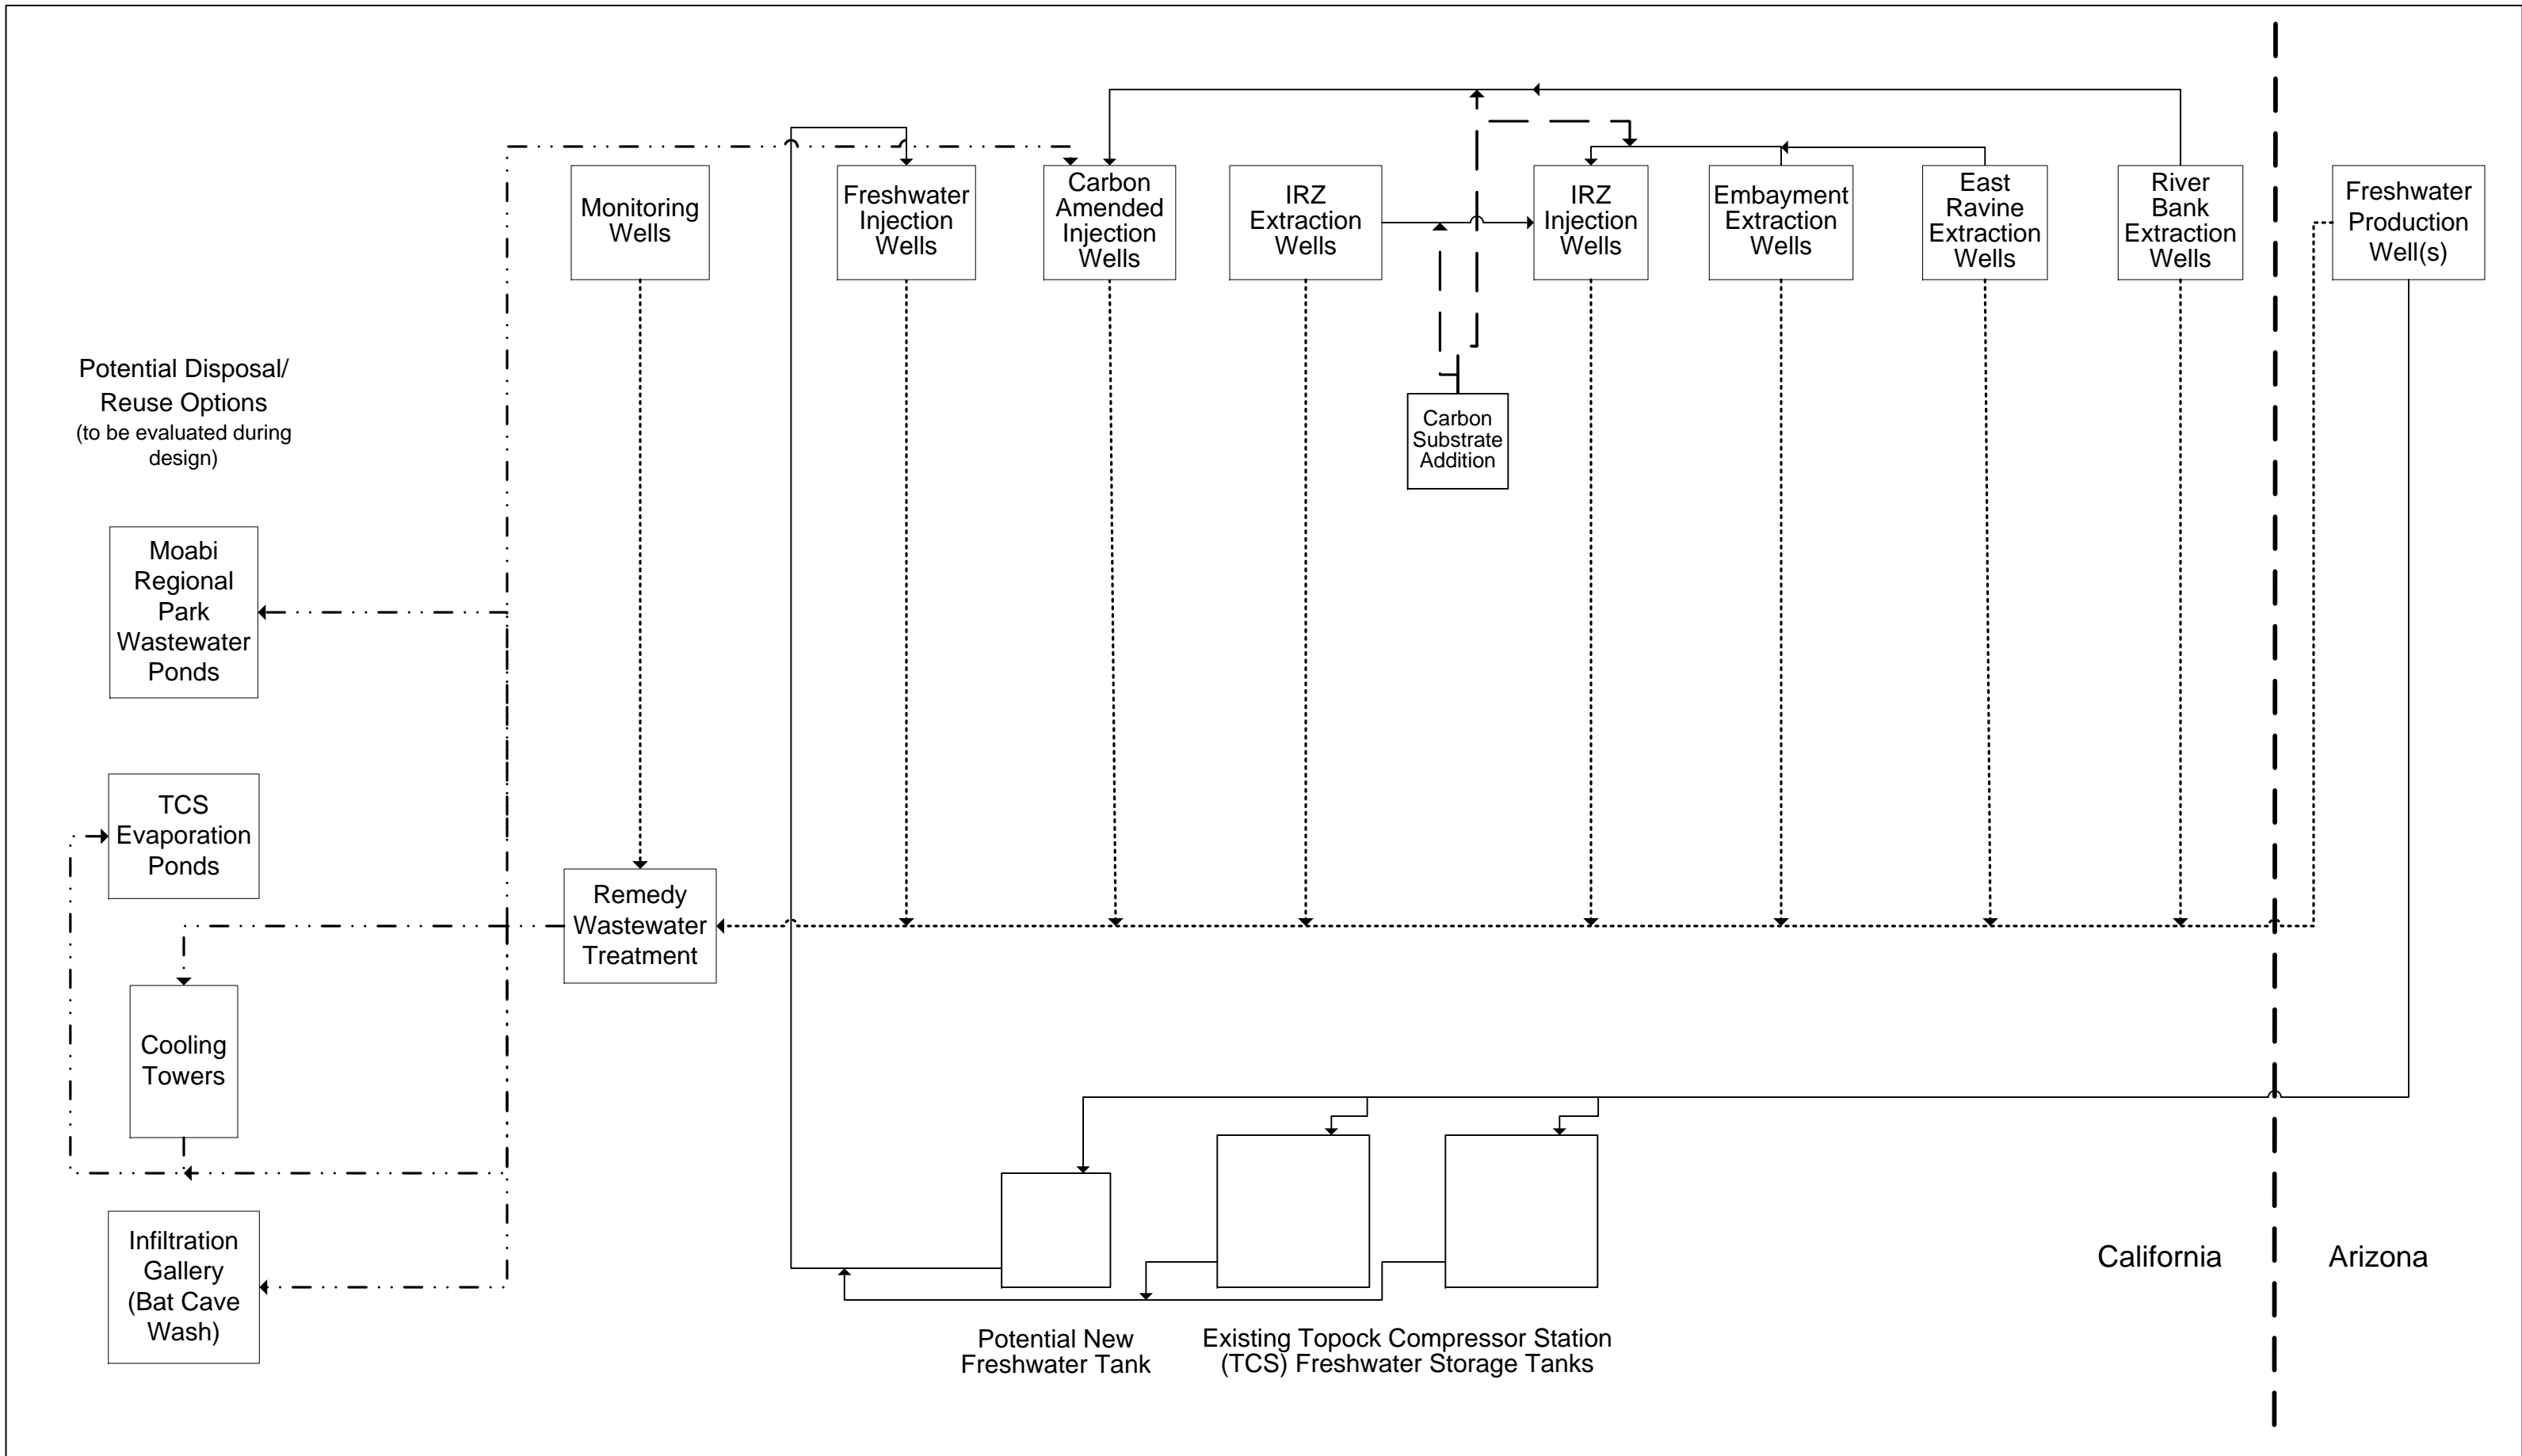 Monitoring
Wells
Freshwater
Injection
Wells
Carbon
Amended
Injection
Wells
IRZ
Extraction
Wells
IRZ
Injection
Wells
Embayment
Extraction
Wells
East
Ravine
Extraction
Wells
River
Bank
Extraction
Wells
Freshwater
Production
Well(s)
Potential Disposal/
Reuse Options
(to be evaluated during
design)
Carbon
Substrate
Addition
Moabi
Regional
Park
Wastewater
Ponds
TCS
Evaporation
Ponds
Remedy
Wastewater
Treatment
Cooling
Towers
Infiltration
Gallery
(Bat Cave
Wash)
California
Arizona
Potential New
Freshwater Tank
Existing Topock Compressor Station
(TCS) Freshwater Storage Tanks